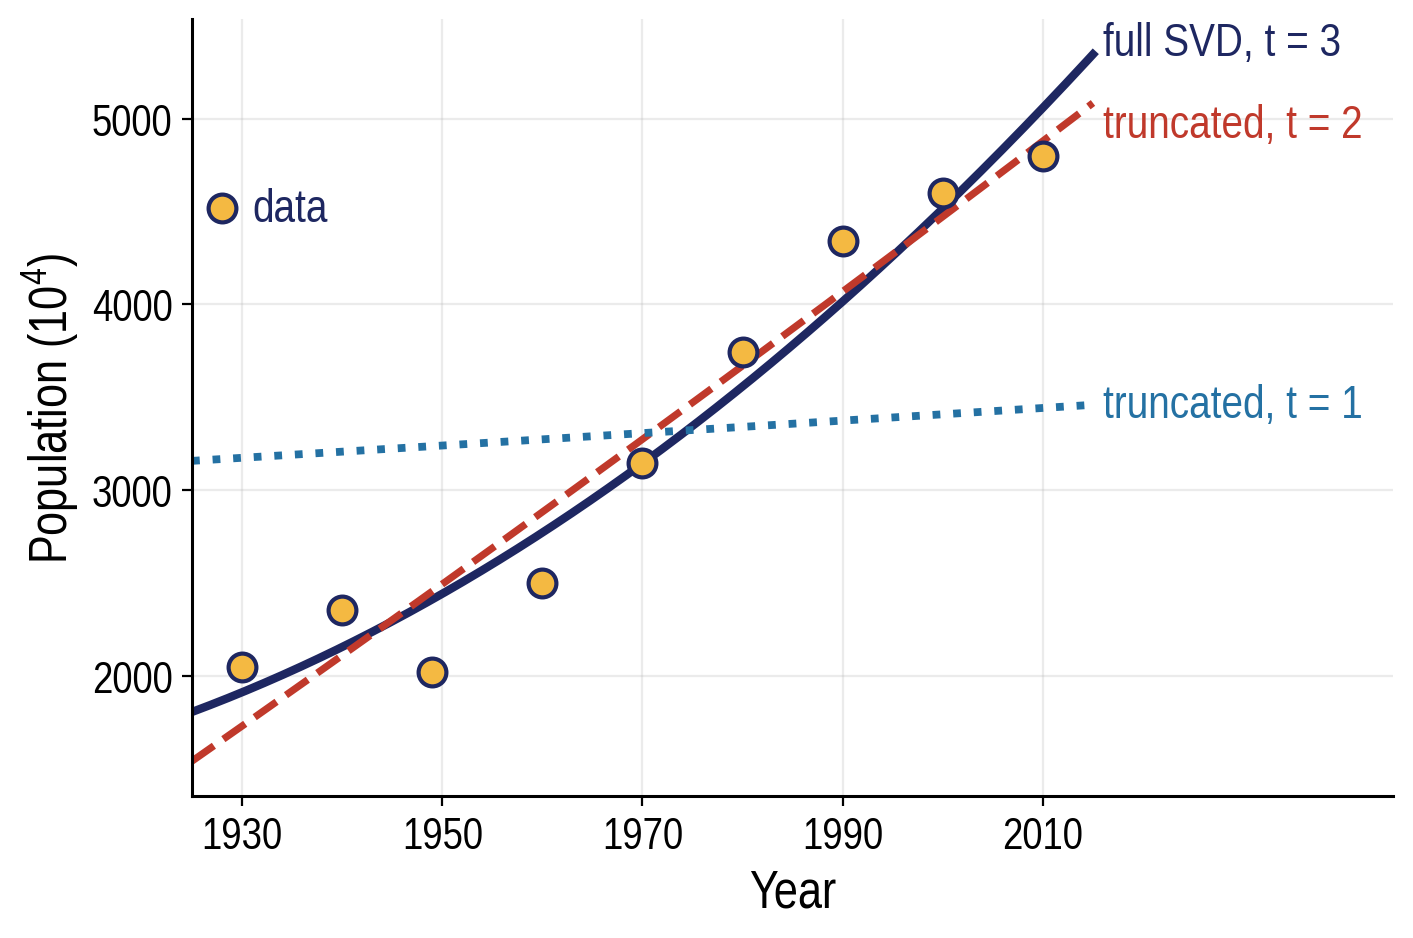 full SVD, t = 3
truncated, t = 2
truncated, t = 1
data
Population (10⁴)
5000
4000
3000
2000
1930 1950 1970 1990 2010
Year